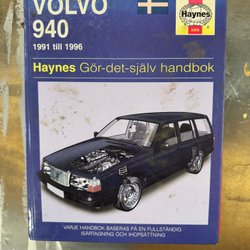 VOLVO
940
1991 till 1996
Haynes
Haynes Gör-det-själv handbok
VARJE HANDBOK BASERAS PÅ EN FULLSTÄNDIG
ISÄRTAGNING OCH IHOPSÄTTNING